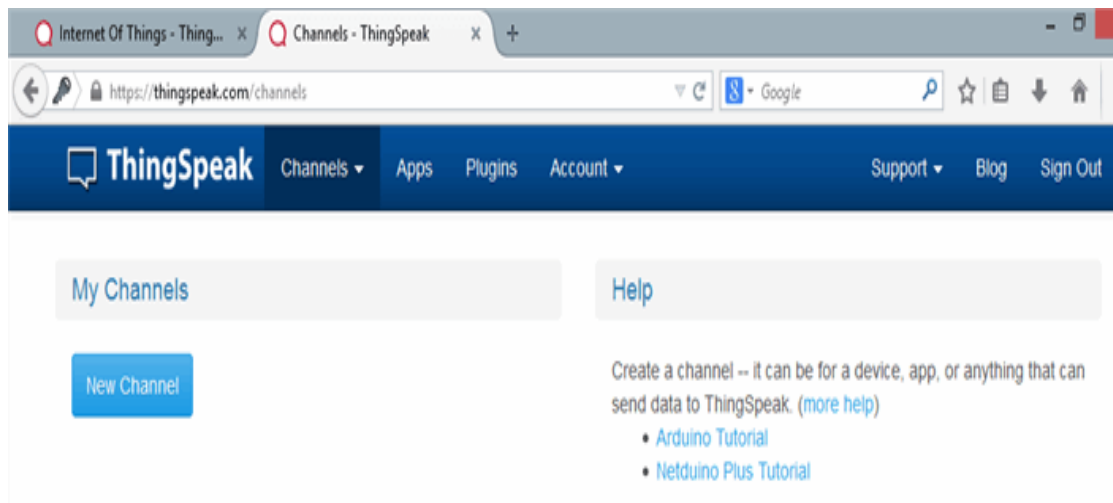 Internet Of Things - Thing...
Channels - ThingSpeak
https://thingspeak.com/channels
Google
ThingSpeak Channels Apps Plugins Account Support Blog Sign Out
My Channels
New Channel
Help
Create a channel -- it can be for a device, app, or anything that can
send data to ThingSpeak. (more help)
• Arduino Tutorial
• Netduino Plus Tutorial